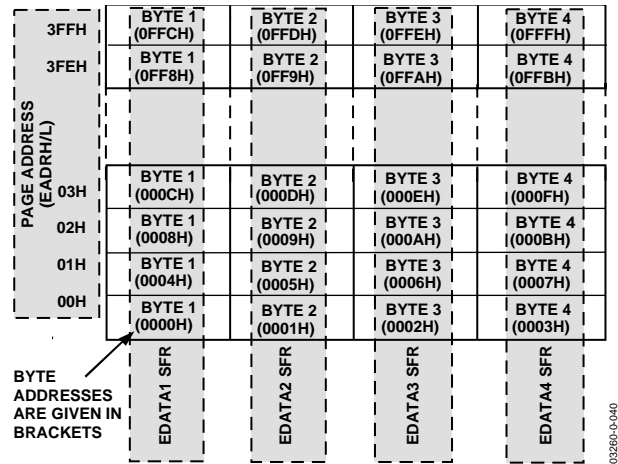 3FFH
BYTE 1
(0FFCH)
BYTE 2
(0FFDH)
BYTE 3
(0FFEH)
BYTE 4
(0FFFH)
3FEH
BYTE 1
(0FF8H)
BYTE 2
(0FF9H)
BYTE 3
(0FFAH)
BYTE 4
(0FFBH)
PAGE ADDRESS
(EADRH/L)
03H
BYTE 1
(000CH)
BYTE 2
(000DH)
BYTE 3
(000EH)
BYTE 4
(000FH)
02H
BYTE 1
(0008H)
BYTE 2
(0009H)
BYTE 3
(000AH)
BYTE 4
(000BH)
01H
BYTE 1
(0004H)
BYTE 2
(0005H)
BYTE 3
(0006H)
BYTE 4
(0007H)
00H
BYTE 1
(0000H)
BYTE 2
(0001H)
BYTE 3
(0002H)
BYTE 4
(0003H)
BYTE
ADDRESSES
ARE GIVEN IN
BRACKETS
EDATA1 SFR
EDATA2 SFR
EDATA3 SFR
EDATA4 SFR
03260-0-040